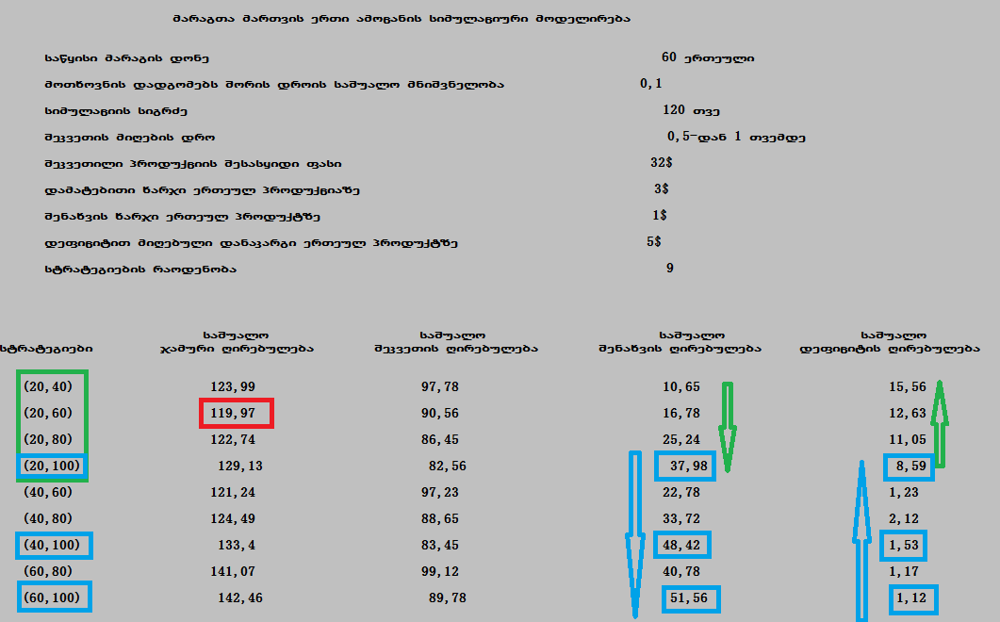 მარაგთა მართვის ერთი ამოცანის სიმულაციური მოდელირება
საწყისი მარაგის დონე 60 ერთეული
მოთხოვნის დადგომებს შორის დროის საშუალო მნიშვნელობა 0,1
სიმულაციის სიგრძე 120 თვე
შეკვეთის მიღების დრო 0,5-დან 1 თვემდე
შეკვეთილი პროდუქციის შესასყიდი ფასი 32$
დამატებითი ხარჯი ერთეულ პროდუქციაზე 3$
შენახვის ხარჯი ერთეულ პროდუქტზე 1$
დეფიციტით მიღებული დანაკარგი ერთეულ პროდუქტზე 5$
სტრატეგიების რაოდენობა 9
საშუალო საშუალო საშუალო საშუალო
სტრატეგიები ჯამური ღირებულება შეკვეთის ღირებულება შენახვის ღირებულება დეფიციტის ღირებულება
(20,40) 123,99 97,78 10,65 15,56
(20,60) 119,97 90,56 16,78 12,63
(20,80) 122,74 86,45 25,24 11,05
(20,100) 129,13 82,56 37,98 8,59
(40,60) 121,24 97,23 22,78 1,23
(40,80) 124,49 88,65 33,72 2,12
(40,100) 133,4 83,45 48,42 1,53
(60,80) 141,07 99,12 40,78 1,17
(60,100) 142,46 89,78 51,56 1,12